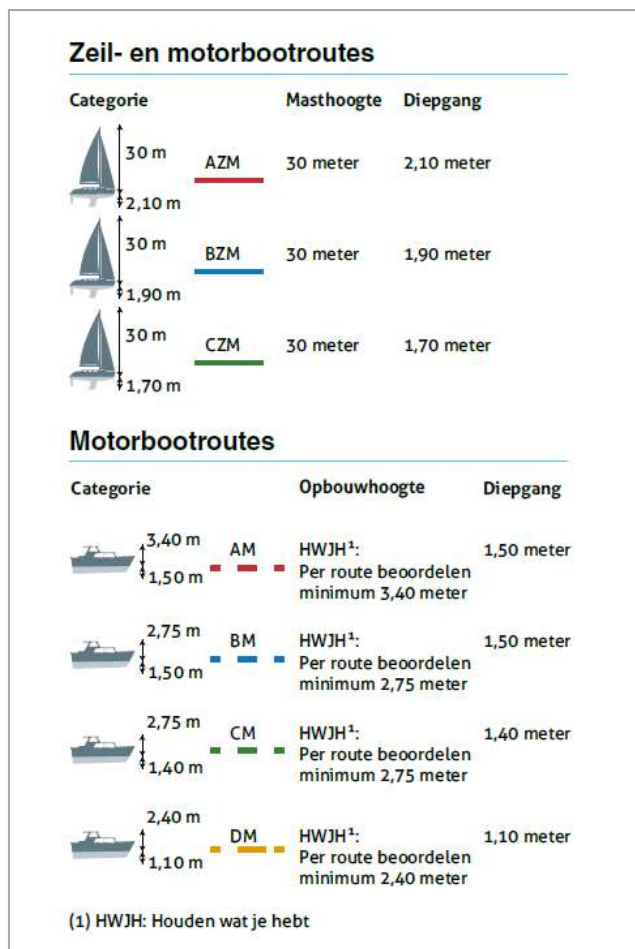 Zeil- en motorbootroutes
Categorie Masthoogte Diepgang
30 m AZM 30 meter 2,10 meter
2,10 m
30 m BZM 30 meter 1,90 meter
1,90 m
30 m CZM 30 meter 1,70 meter
1,70 m
Motorbootroutes
Categorie Opbouwhoogte Diepgang
3,40 m AM HWJH¹: 1,50 meter
1,50 m Per route beoordelen
minimum 3,40 meter
2,75 m BM HWJH¹: 1,50 meter
1,50 m Per route beoordelen
minimum 2,75 meter
2,75 m CM HWJH¹: 1,40 meter
1,40 m Per route beoordelen
minimum 2,75 meter
2,40 m DM HWJH¹: 1,10 meter
1,10 m Per route beoordelen
minimum 2,40 meter
(1) HWJH: Houden wat je hebt